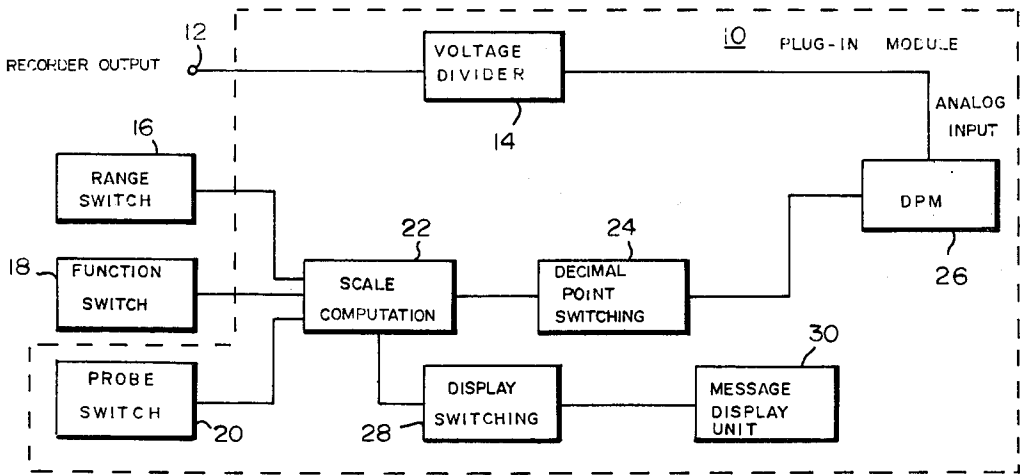 10 PLUG-IN MODULE
12
RECORDER OUTPUT
VOLTAGE
DIVIDER
14
ANALOG
INPUT
16
RANGE
SWITCH
DPM
26
18
FUNCTION
SWITCH
22
SCALE
COMPUTATION
24
DECIMAL
POINT
SWITCHING
PROBE
SWITCH
20
DISPLAY
SWITCHING
28
30
MESSAGE
DISPLAY
UNIT